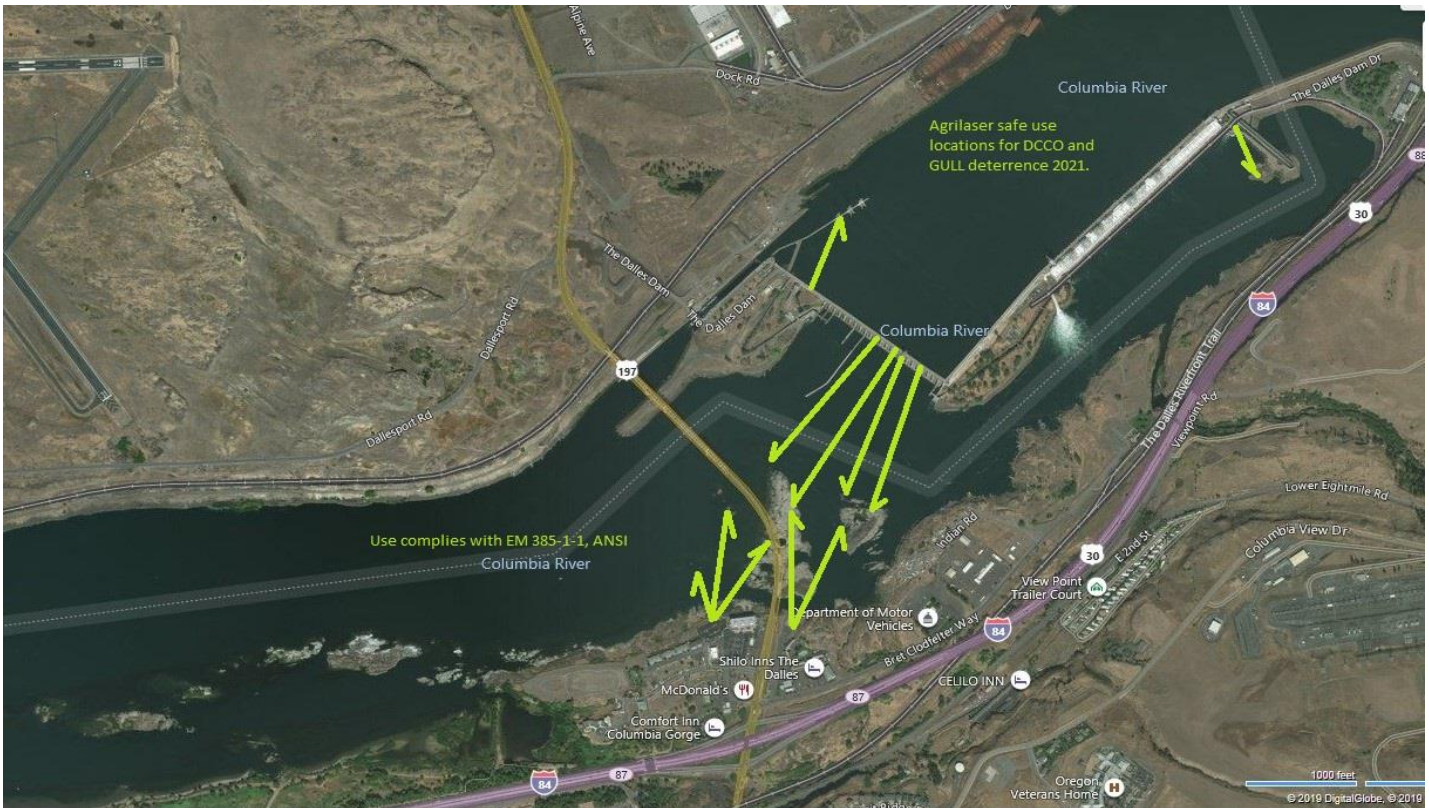 Alpine Ave
Dock Rd
Columbia River
The Dalles Dam Dr
Agrilaser safe use
locations for DCCO and
GULL deterrence 2021.
88
30
The Dalles Dam
The Dalles Dam
Dallesport Rd
Columbia River
84
197
The Dalles Riverfront Trail
Viewpoint Rd
Dallesport Rd
Lower Eightmile Rd
Use complies with EM 385-1-1, ANSI
Columbia River
Indian Rd
30
E 2nd St
Columbia View Dr
View Point
Trailer Court
Department of Motor
Vehicles
84
Bret Clodfelter Way
Shilo Inns The
Dalles
McDonald's
CELILO INN
87
Comfort Inn
Columbia Gorge
87
84
Oregon
Veterans Home
H
1000 feet
© 2019 DigitalGlobe, © 2019